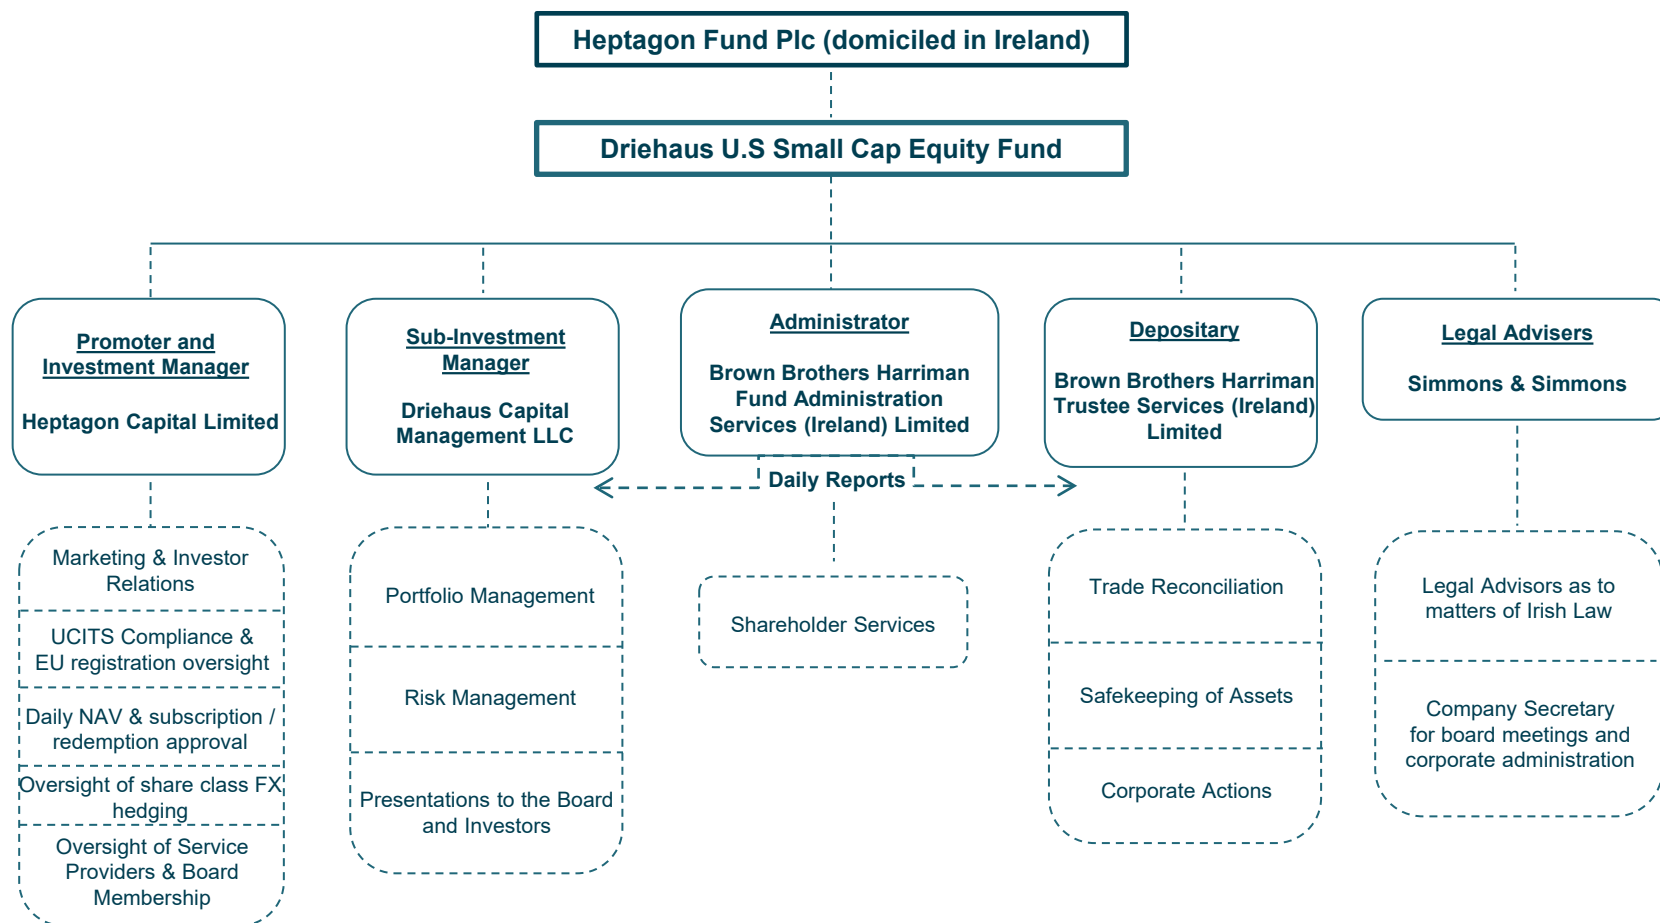 Heptagon Fund Plc (domiciled in Ireland)
Driehaus U.S Small Cap Equity Fund
Promoter and
Investment Manager
Heptagon Capital Limited
Sub-Investment
Manager
Driehaus Capital
Management LLC
Administrator
Brown Brothers Harriman
Fund Administration
Services (Ireland) Limited
Depositary
Brown Brothers Harriman
Trustee Services (Ireland)
Limited
Legal Advisers
Simmons & Simmons
Daily Reports
Marketing & Investor
Relations
UCITS Compliance &
EU registration oversight
Daily NAV & subscription /
redemption approval
Oversight of share class FX
hedging
Oversight of Service
Providers & Board
Membership
Portfolio Management
Risk Management
Presentations to the Board
and Investors
Shareholder Services
Trade Reconciliation
Safekeeping of Assets
Corporate Actions
Legal Advisors as to
matters of Irish Law
Company Secretary
for board meetings and
corporate administration